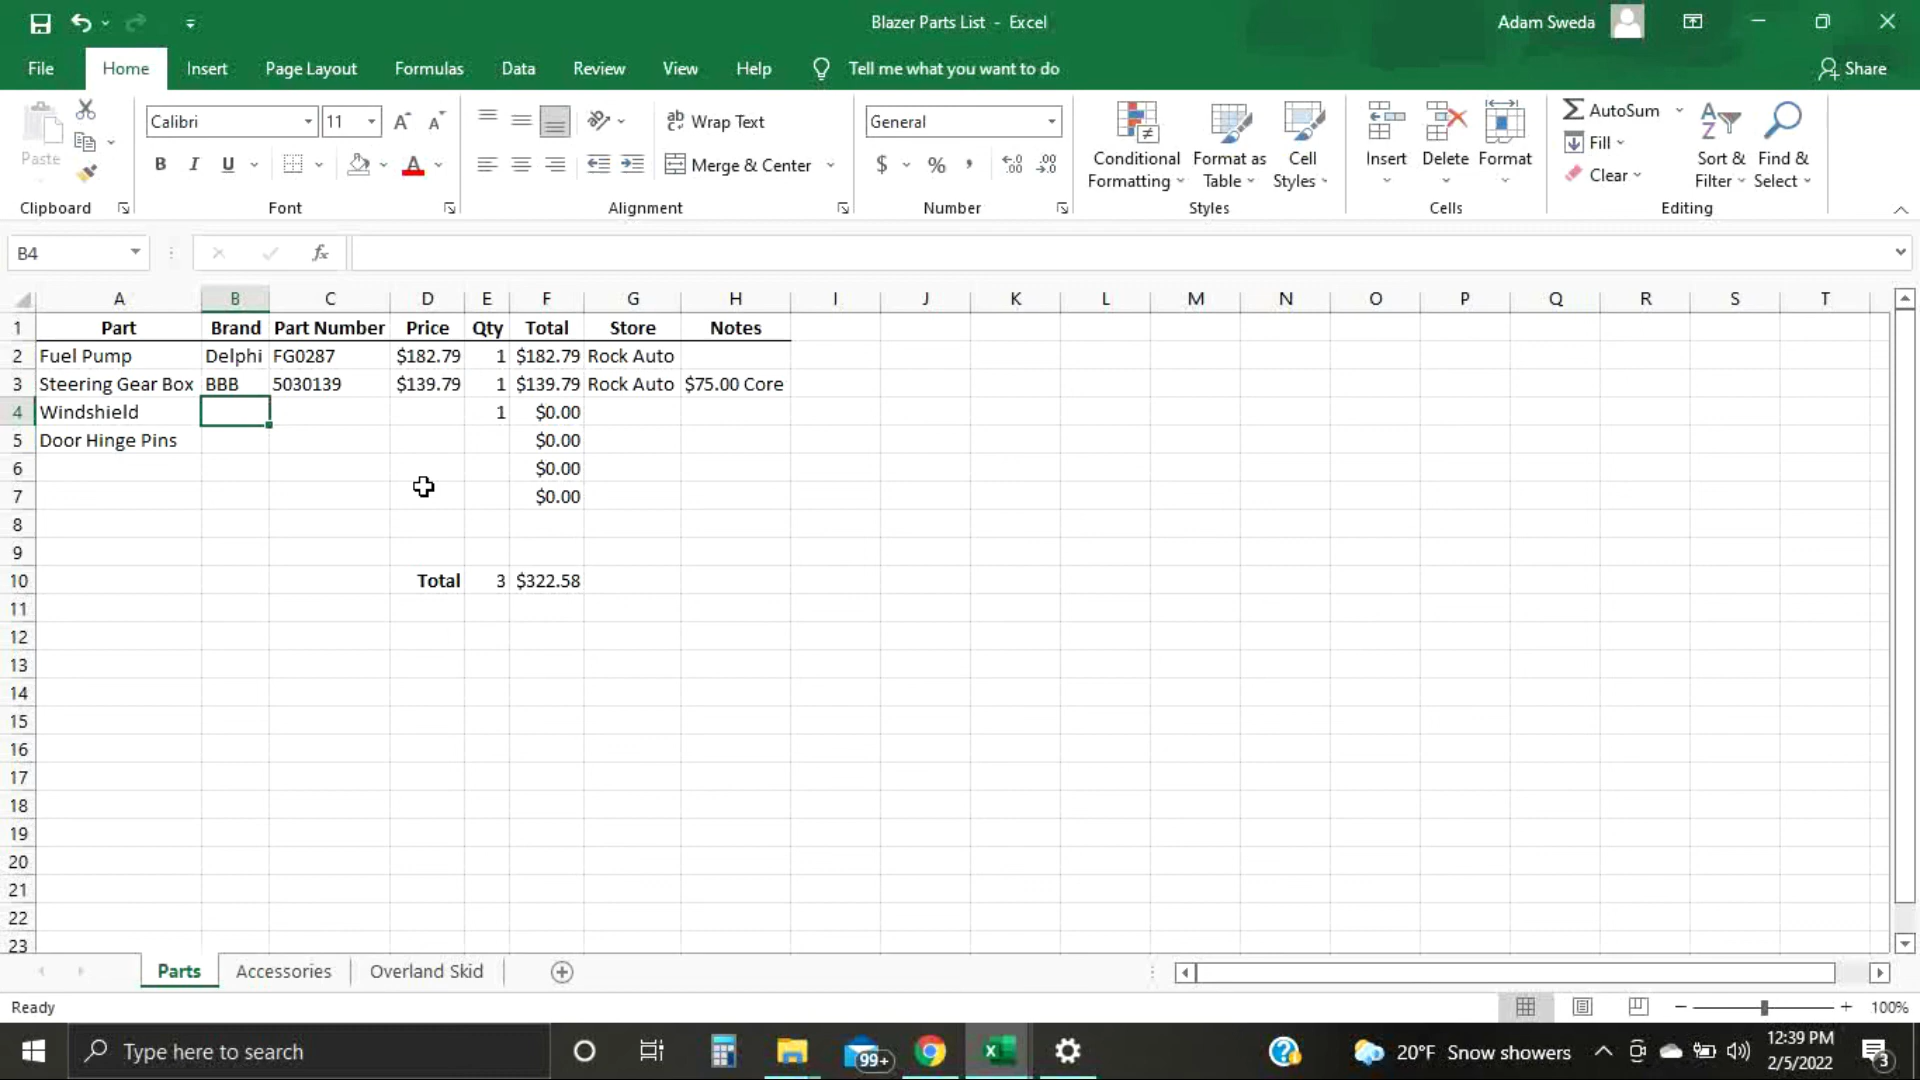 Blazer Parts List - Excel
Adam Sweda
File Home Insert Page Layout Formulas Data Review View Help Tell me what you want to do Share
Paste
Clipboard
Calibri 11
B I U A
Font
Wrap Text
Merge & Center
Alignment
General
$ % ,
Number
Conditional Formatting
Format as Table
Cell Styles
Styles
Insert Delete Format
Cells
AutoSum
Fill
Clear
Sort & Filter
Find & Select
Editing
B4 fx
A B C D E F G H I J K L M N O P Q R S T
1 Part Brand Part Number Price Qty Total Store Notes
2 Fuel Pump Delphi FG0287 $182.79 1 $182.79 Rock Auto
3 Steering Gear Box BBB 5030139 $139.79 1 $139.79 Rock Auto $75.00 Core
4 Windshield 1 $0.00
5 Door Hinge Pins $0.00
6 $0.00
7 $0.00
8
9
10 Total 3 $322.58
11
12
13
14
15
16
17
18
19
20
21
22
23
Parts Accessories Overland Skid
Ready 100%
Type here to search 99+ 20°F Snow showers 12:39 PM
2/5/2022 3